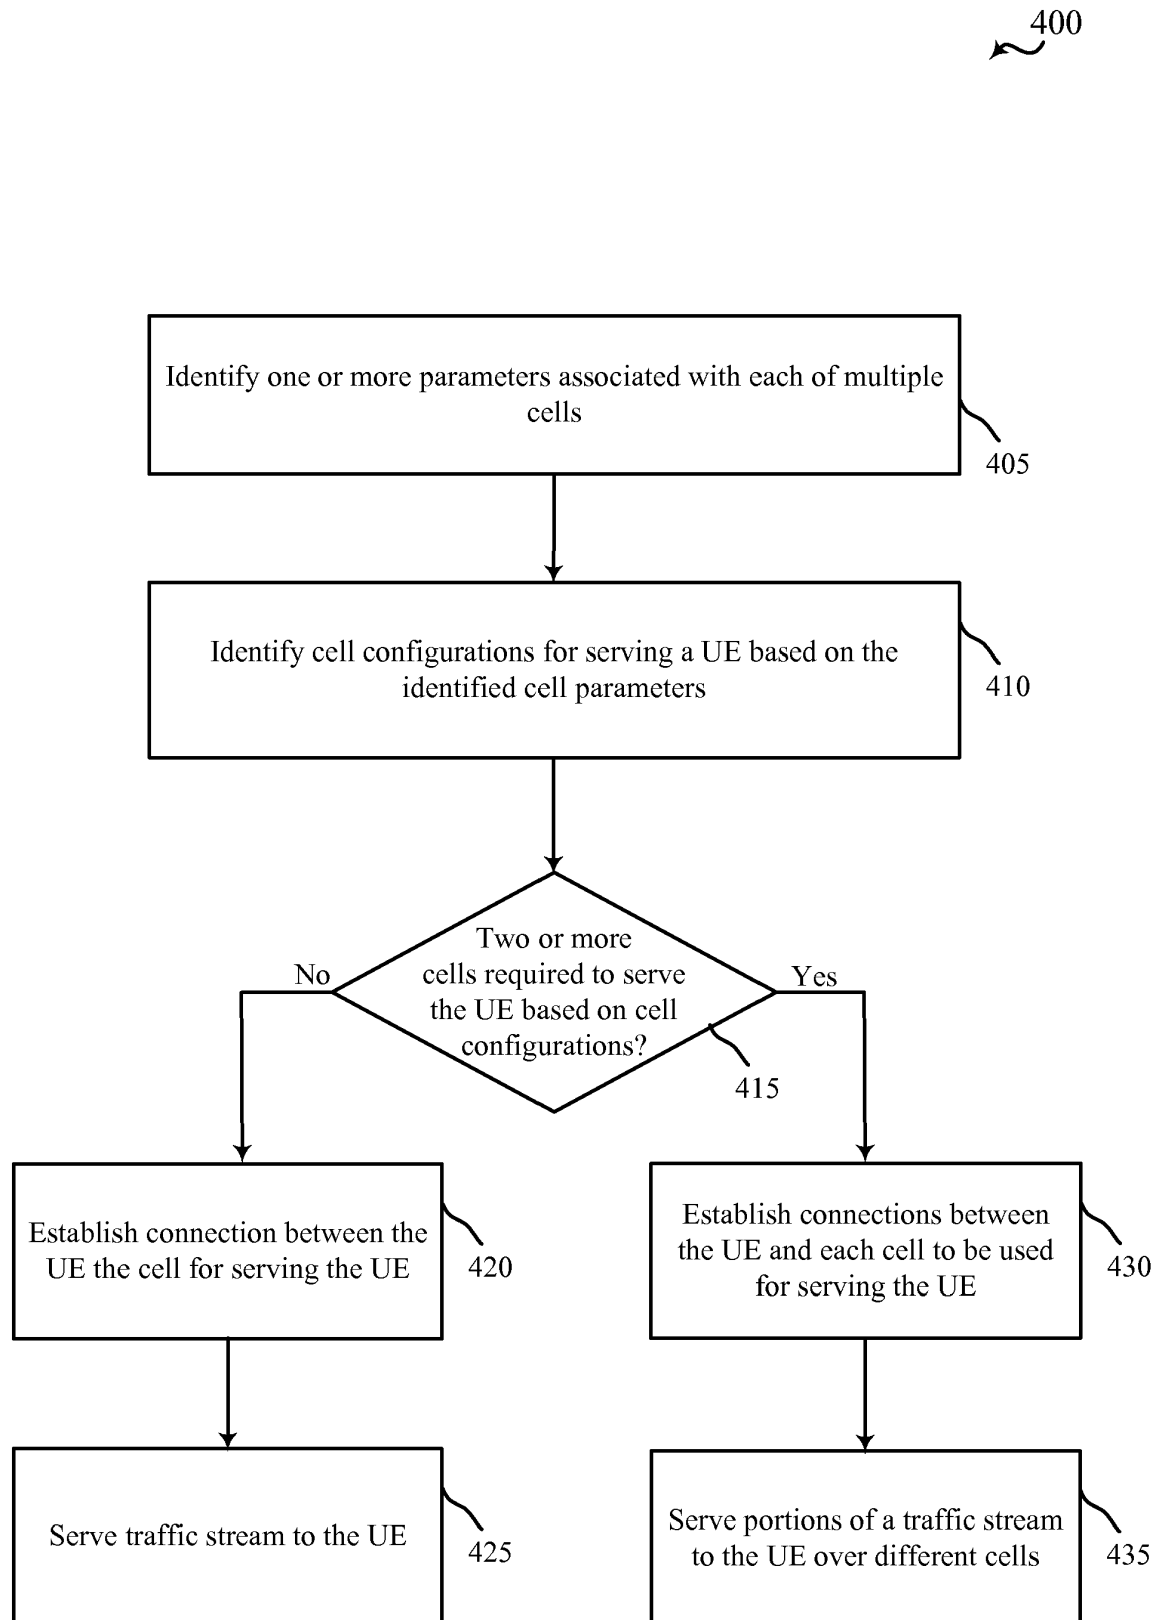 400
Identify one or more parameters associated with each of multiple
cells
405
Identify cell configurations for serving a UE based on the
identified cell parameters
410
Two or more
cells required to serve
the UE based on cell
configurations?
No
Yes
415
Establish connection between the
UE the cell for serving the UE
420
Establish connections between
the UE and each cell to be used
for serving the UE
430
Serve traffic stream to the UE
425
Serve portions of a traffic stream
to the UE over different cells
435